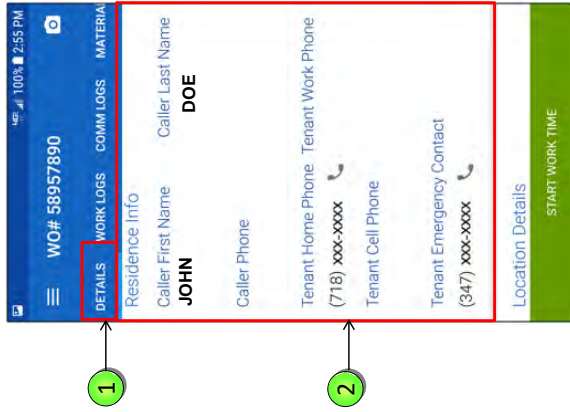 100% 2:55 PM
WO# 58957890
DETAILS WORK LOGS COMM LOGS MATERIAL
Residence Info
Caller First Name Caller Last Name
JOHN DOE
Caller Phone
Tenant Home Phone Tenant Work Phone
(718) xxx-xxxx
Tenant Cell Phone
Tenant Emergency Contact
(347) xxx-xxxx
Location Details
START WORK TIME
1
2